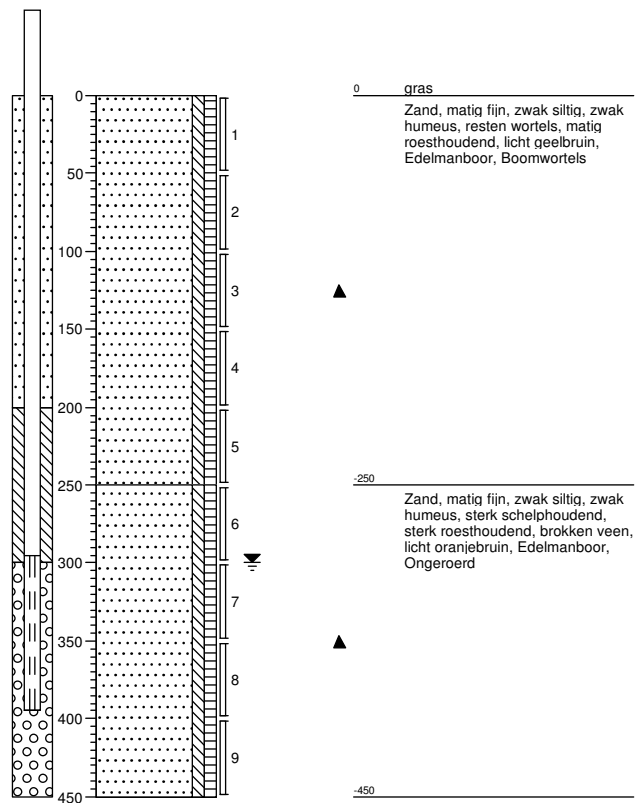 0
50
100
150
200
250
300
350
400
450
1
2
3
4
5
6
7
8
9
0 gras
Zand, matig fijn, zwak siltig, zwak
humeus, resten wortels, matig
roesthoudend, licht geelbruin,
Edelmanboor, Boomwortels
-250
Zand, matig fijn, zwak siltig, zwak
humeus, sterk schelphoudend,
sterk roesthoudend, brokken veen,
licht oranjebruin, Edelmanboor,
Ongeroerd
-450